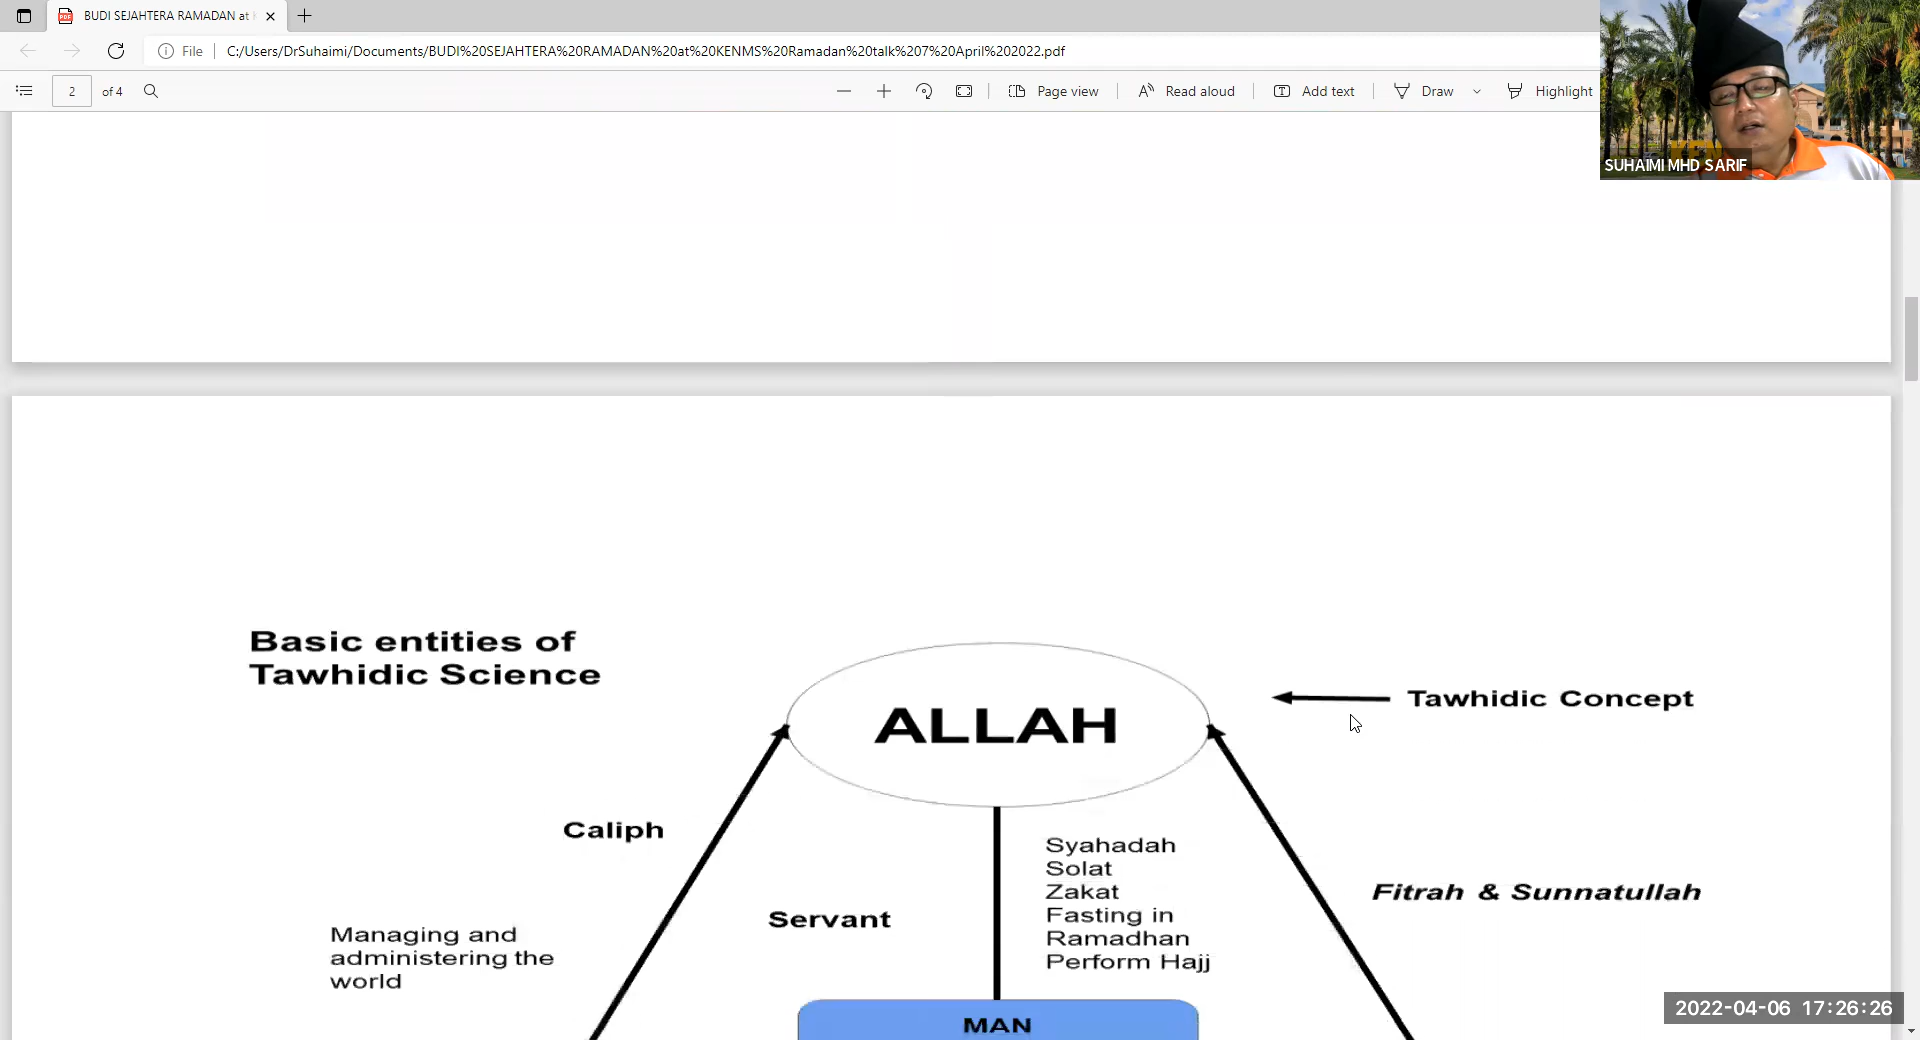 BUDI SEJAHTERA RAMADAN at
File
C:/Users/DrSuhaimi/Documents/BUDI%20SEJAHTERA%20RAMADAN%20at%20KENMS%20Ramadan%20talk%207%20April%202022.pdf
2 of 4
Page view
Read aloud
Add text
Draw
Highlight
SUHAIMI MHD SARIF
Basic entities of
Tawhidic Science
ALLAH
Tawhidic Concept
Caliph
Syahadah
Solat
Zakat
Fasting in
Ramadhan
Perform Hajj
Fitrah & Sunnatullah
Servant
Managing and
administering the
world
MAN
2022-04-06 17:26:26